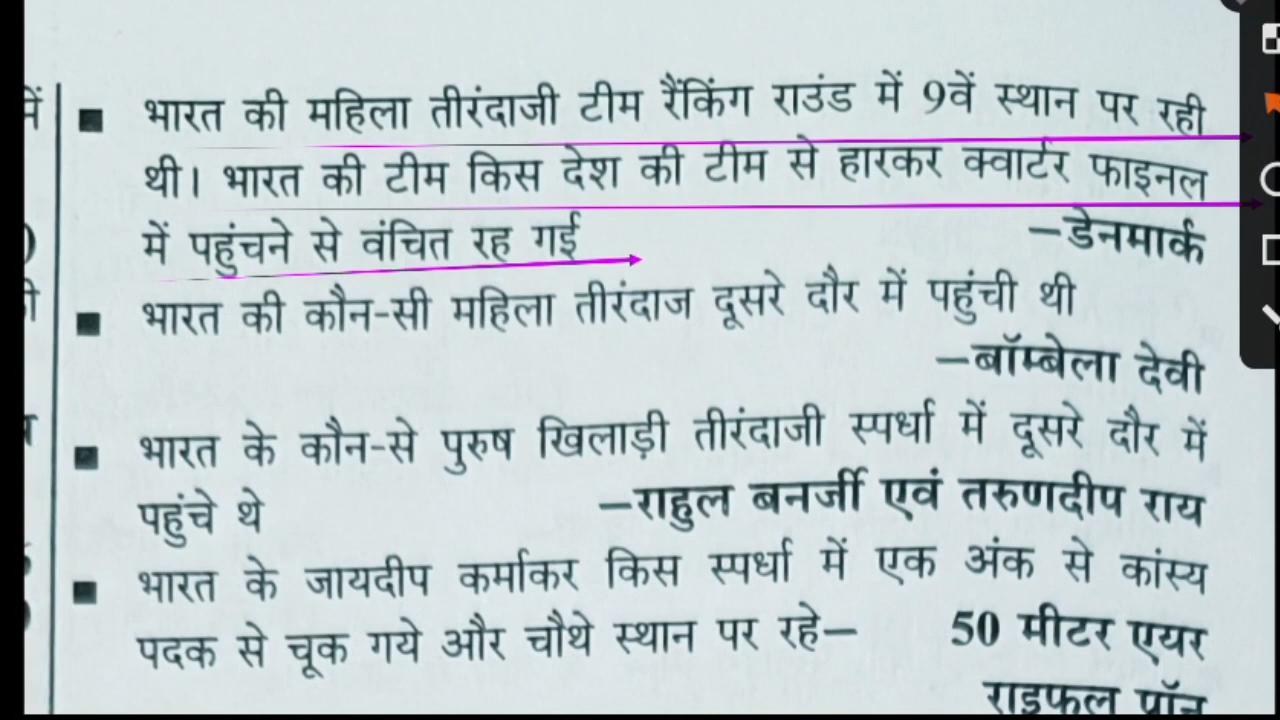 में
भारत की महिला तीरंदाजी टीम रैंकिंग राउंड में 9वें स्थान पर रही
थी। भारत की टीम किस देश की टीम से हारकर क्वार्टर फाइनल
में पहुंचने से वंचित रह गई –डेनमार्क
भारत की कौन-सी महिला तीरंदाज दूसरे दौर में पहुंची थी
–बॉम्बेला देवी
भारत के कौन-से पुरुष खिलाड़ी तीरंदाजी स्पर्धा में दूसरे दौर में
पहुंचे थे –राहुल बनर्जी एवं तरुणदीप राय
भारत के जायदीप कर्माकर किस स्पर्धा में एक अंक से कांस्य
पदक से चूक गये और चौथे स्थान पर रहे– 50 मीटर एयर
राइफल प्रॉन